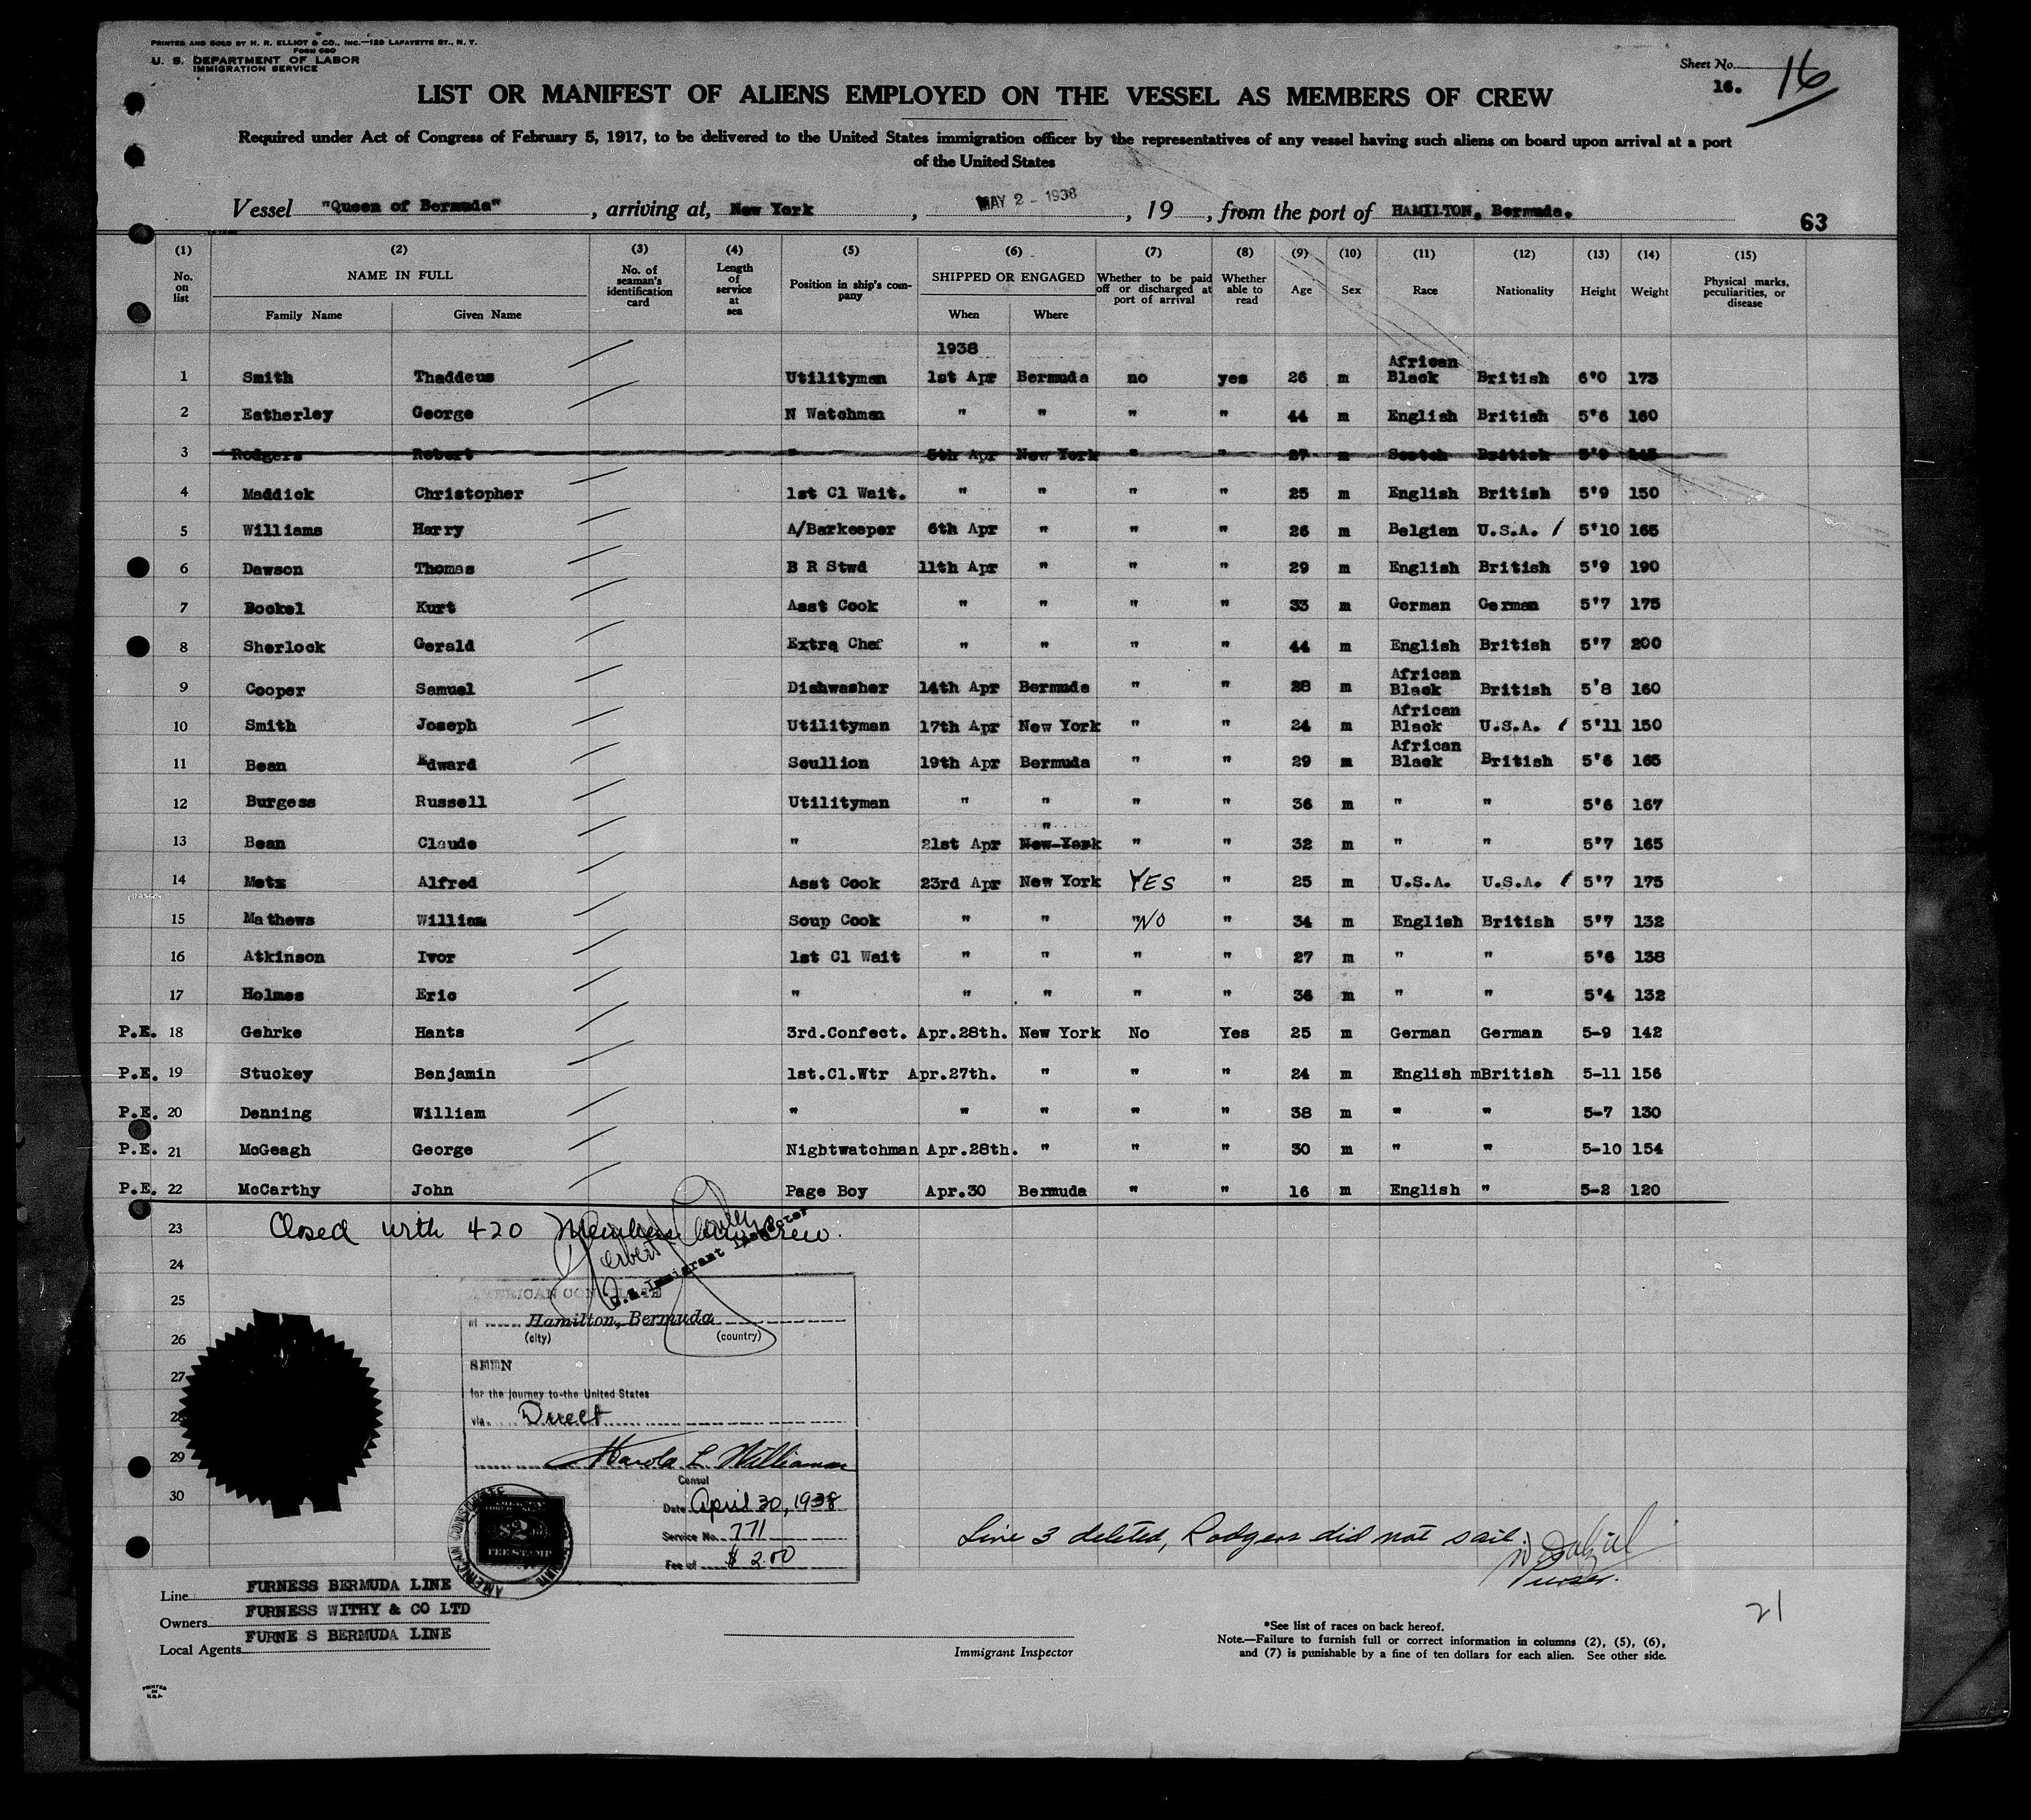 PRINTED AND SOLD BY H. R. ELLIOT & CO., INC.—129 LAFAYETTE ST., N. Y.
FORM 680
U. S. DEPARTMENT OF LABOR
IMMIGRATION SERVICE
Sheet No. 16
16.
LIST OR MANIFEST OF ALIENS EMPLOYED ON THE VESSEL AS MEMBERS OF CREW
Required under Act of Congress of February 5, 1917, to be delivered to the United States immigration officer by the representatives of any vessel having such aliens on board upon arrival at a port
of the United States
Vessel "Queen of Bermuda", arriving at, New York, MAY 2 - 1938, 19, from the port of HAMILTON, Bermuda.
63
(1) (2) (3) (4) (5) (6) (7) (8) (9) (10) (11) (12) (13) (14) (15)
No. on list NAME IN FULL No. of seaman's identification card Length of service at sea Position in ship's company SHIPPED OR ENGAGED Whether to be paid off or discharged at port of arrival Whether able to read Age Sex Race Nationality Height Weight Physical marks, peculiarities, or disease
Family Name Given Name When Where
1938
1 Smith Thaddeus Utilityman 1st Apr Bermuda no yes 26 m African Black British 6'0 173
2 Eatherley George N Watchman " " " " 44 m English British 5'6 160
3 Rodgers Robert " 5th Apr New York " " 27 m Scotch British 5'9 145
4 Maddick Christopher 1st Cl Wait. " " " " 25 m English British 5'9 150
5 Williams Harry A/Barkeeper 6th Apr " " " 26 m Belgian U.S.A. 5'10 165
6 Dawson Thomas B R Stwd 11th Apr " " " 29 m English British 5'9 190
7 Bockel Kurt Asst Cook " " " " 33 m German German 5'7 175
8 Sherlock Gerald Extra Chef " " " " 44 m English British 5'7 200
9 Cooper Samuel Dishwasher 14th Apr Bermuda " " 28 m African Black British 5'8 160
10 Smith Joseph Utilityman 17th Apr New York " " 24 m African Black U.S.A. 5'11 150
11 Bean Edward Scullion 19th Apr Bermuda " " 29 m African Black British 5'6 165
12 Burgess Russell Utilityman " " " " 36 m " " 5'6 167
13 Bean Claude " 21st Apr New York " " " 32 m " " 5'7 165
14 Metz Alfred Asst Cook 23rd Apr New York YES " 25 m U.S.A. U.S.A. 5'7 175
15 Mathews William Soup Cook " " " NO " 34 m English British 5'7 132
16 Atkinson Ivor 1st Cl Wait " " " " 27 m " " 5'6 138
17 Holmes Eric " " " " " 36 m " " 5'4 132
P.E. 18 Gehrke Hants 3rd.Confect. Apr.28th. New York No Yes 25 m German German 5-9 142
P.E. 19 Stuckey Benjamin 1st.Cl.Wtr Apr.27th. " " " 24 m English mBritish 5-11 156
P.E. 20 Denning William " " " " " 38 m " " 5-7 130
P.E. 21 McGeagh George Nightwatchman Apr.28th. " " " 30 m " " 5-10 154
P.E. 22 McCarthy John Page Boy Apr.30 Bermuda " " 16 m English " 5-2 120
23 Closed with 420 Members Crew.
U.S. Immigrant Inspector
24
25
AMERICAN CONSULATE
at Hamilton, Bermuda
26
(city) (country)
SEEN
27
for the journey to the United States
via Direct
28
29
Harold L. Williamson
Consul
30
Date April 30, 1938
Service No. 771
Fee of $ 2.00
AMERICAN CONSULATE
$2
FEE STAMP
Line 3 deleted, Rodgers did not sail.
Purser.
Line FURNESS BERMUDA LINE
Owners FURNESS WITHY & CO LTD
Local Agents FURNE S BERMUDA LINE
21
Immigrant Inspector
*See list of races on back hereof.
Note.—Failure to furnish full or correct information in columns (2), (5), (6),
and (7) is punishable by a fine of ten dollars for each alien. See other side.
PRINTED
IN
U.S.A.